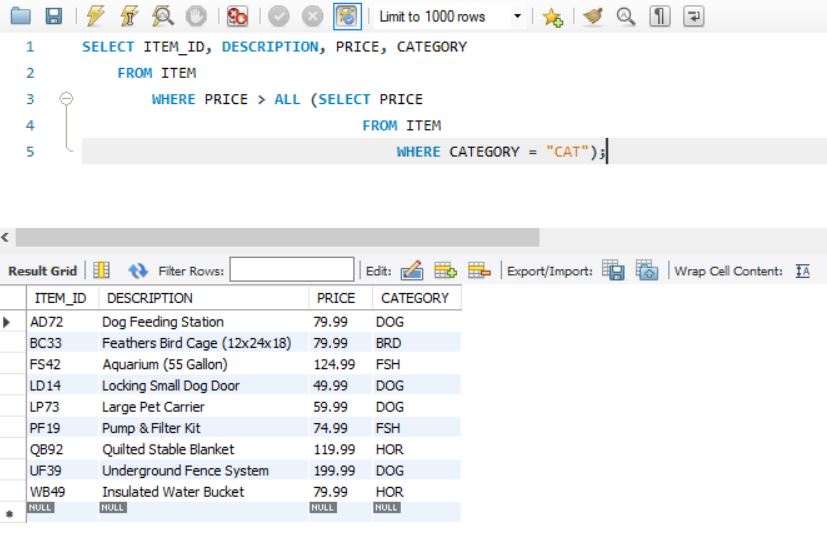 Limit to 1000 rows
1 SELECT ITEM_ID, DESCRIPTION, PRICE, CATEGORY
2 FROM ITEM
3 WHERE PRICE > ALL (SELECT PRICE
4 FROM ITEM
5 WHERE CATEGORY = "CAT");
Result Grid Filter Rows: Edit: Export/Import: Wrap Cell Content: IA
ITEM_ID DESCRIPTION PRICE CATEGORY
AD72 Dog Feeding Station 79.99 DOG
BC33 Feathers Bird Cage (12x24x18) 79.99 BRD
FS42 Aquarium (55 Gallon) 124.99 FSH
LD14 Locking Small Dog Door 49.99 DOG
LP73 Large Pet Carrier 59.99 DOG
PF19 Pump & Filter Kit 74.99 FSH
QB92 Quilted Stable Blanket 119.99 HOR
UF39 Underground Fence System 199.99 DOG
WB49 Insulated Water Bucket 79.99 HOR
NULL NULL NULL NULL